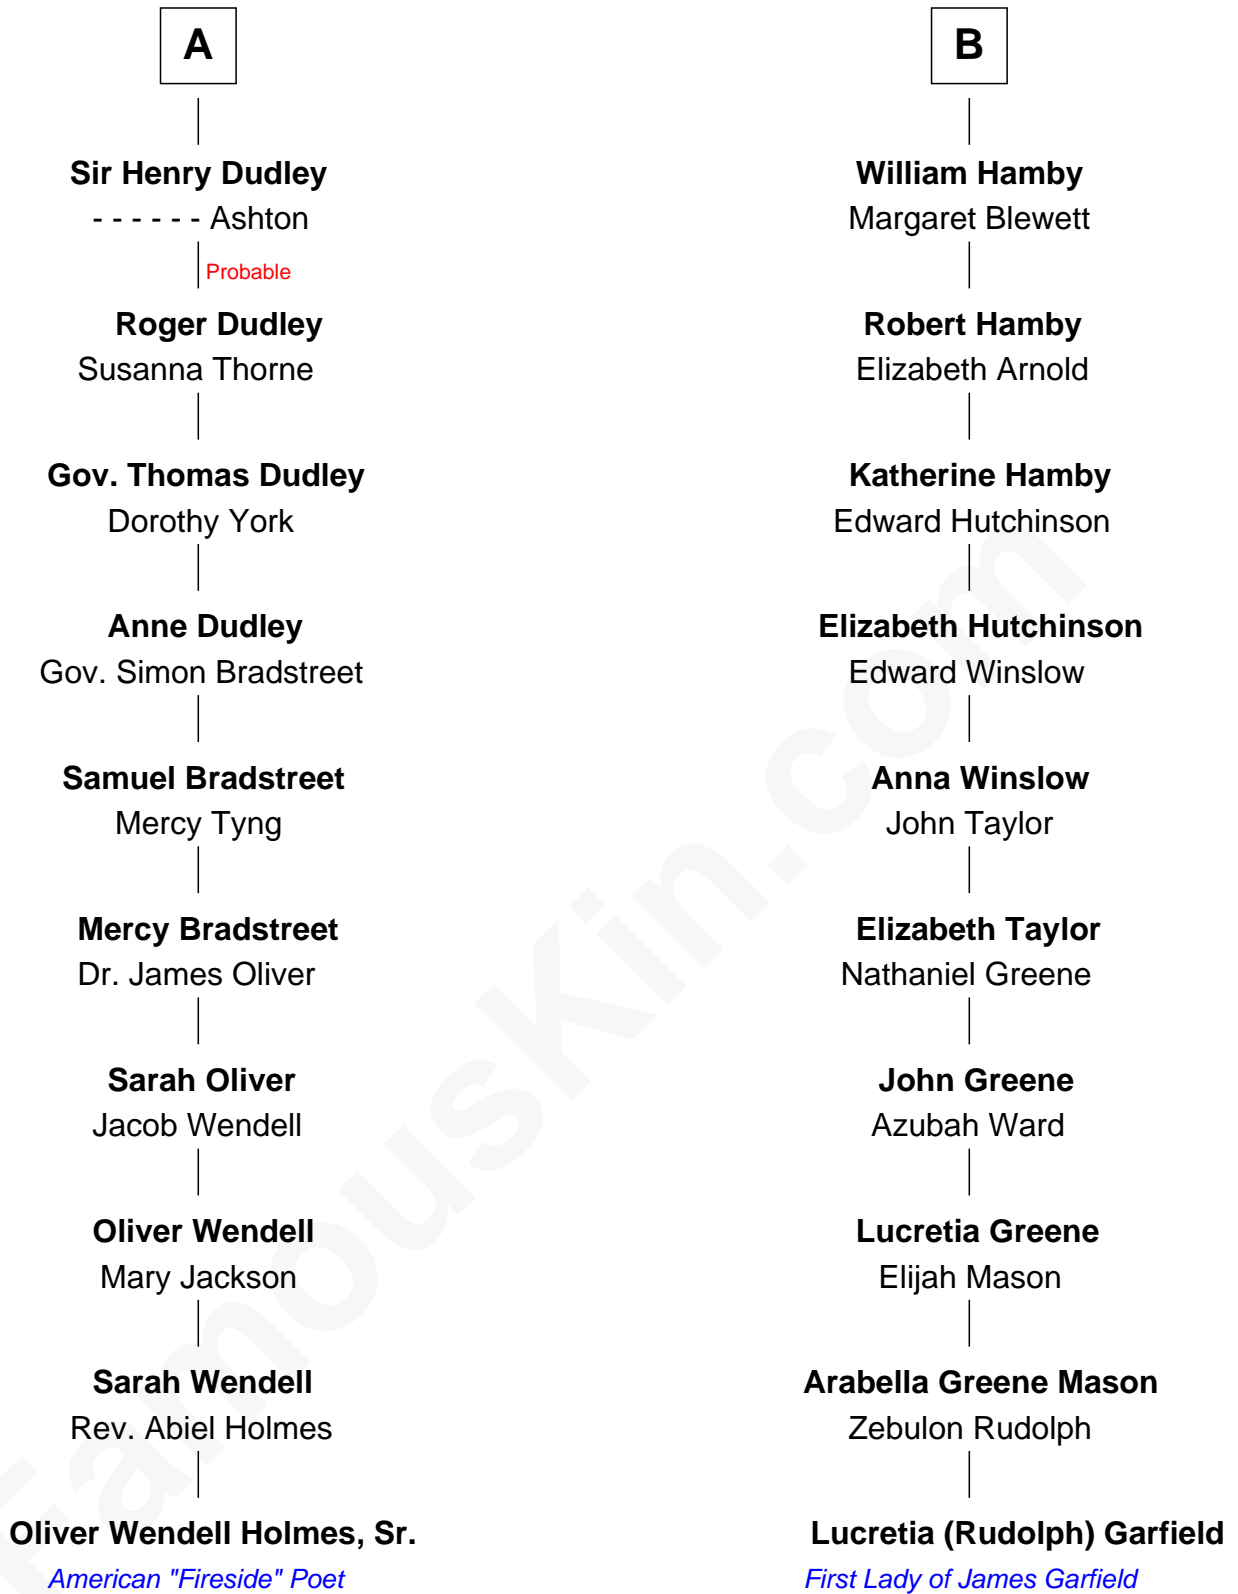 A
Sir Henry Dudley
- - - - - - Ashton
Probable
Roger Dudley
Susanna Thorne
Gov. Thomas Dudley
Dorothy York
Anne Dudley
Gov. Simon Bradstreet
Samuel Bradstreet
Mercy Tyng
Mercy Bradstreet
Dr. James Oliver
Sarah Oliver
Jacob Wendell
Oliver Wendell
Mary Jackson
Sarah Wendell
Rev. Abiel Holmes
Oliver Wendell Holmes, Sr.
American "Fireside" Poet
B
William Hamby
Margaret Blewett
Robert Hamby
Elizabeth Arnold
Katherine Hamby
Edward Hutchinson
Elizabeth Hutchinson
Edward Winslow
Anna Winslow
John Taylor
Elizabeth Taylor
Nathaniel Greene
John Greene
Azubah Ward
Lucretia Greene
Elijah Mason
Arabella Greene Mason
Zebulon Rudolph
Lucretia (Rudolph) Garfield
First Lady of James Garfield
FamousKin.com